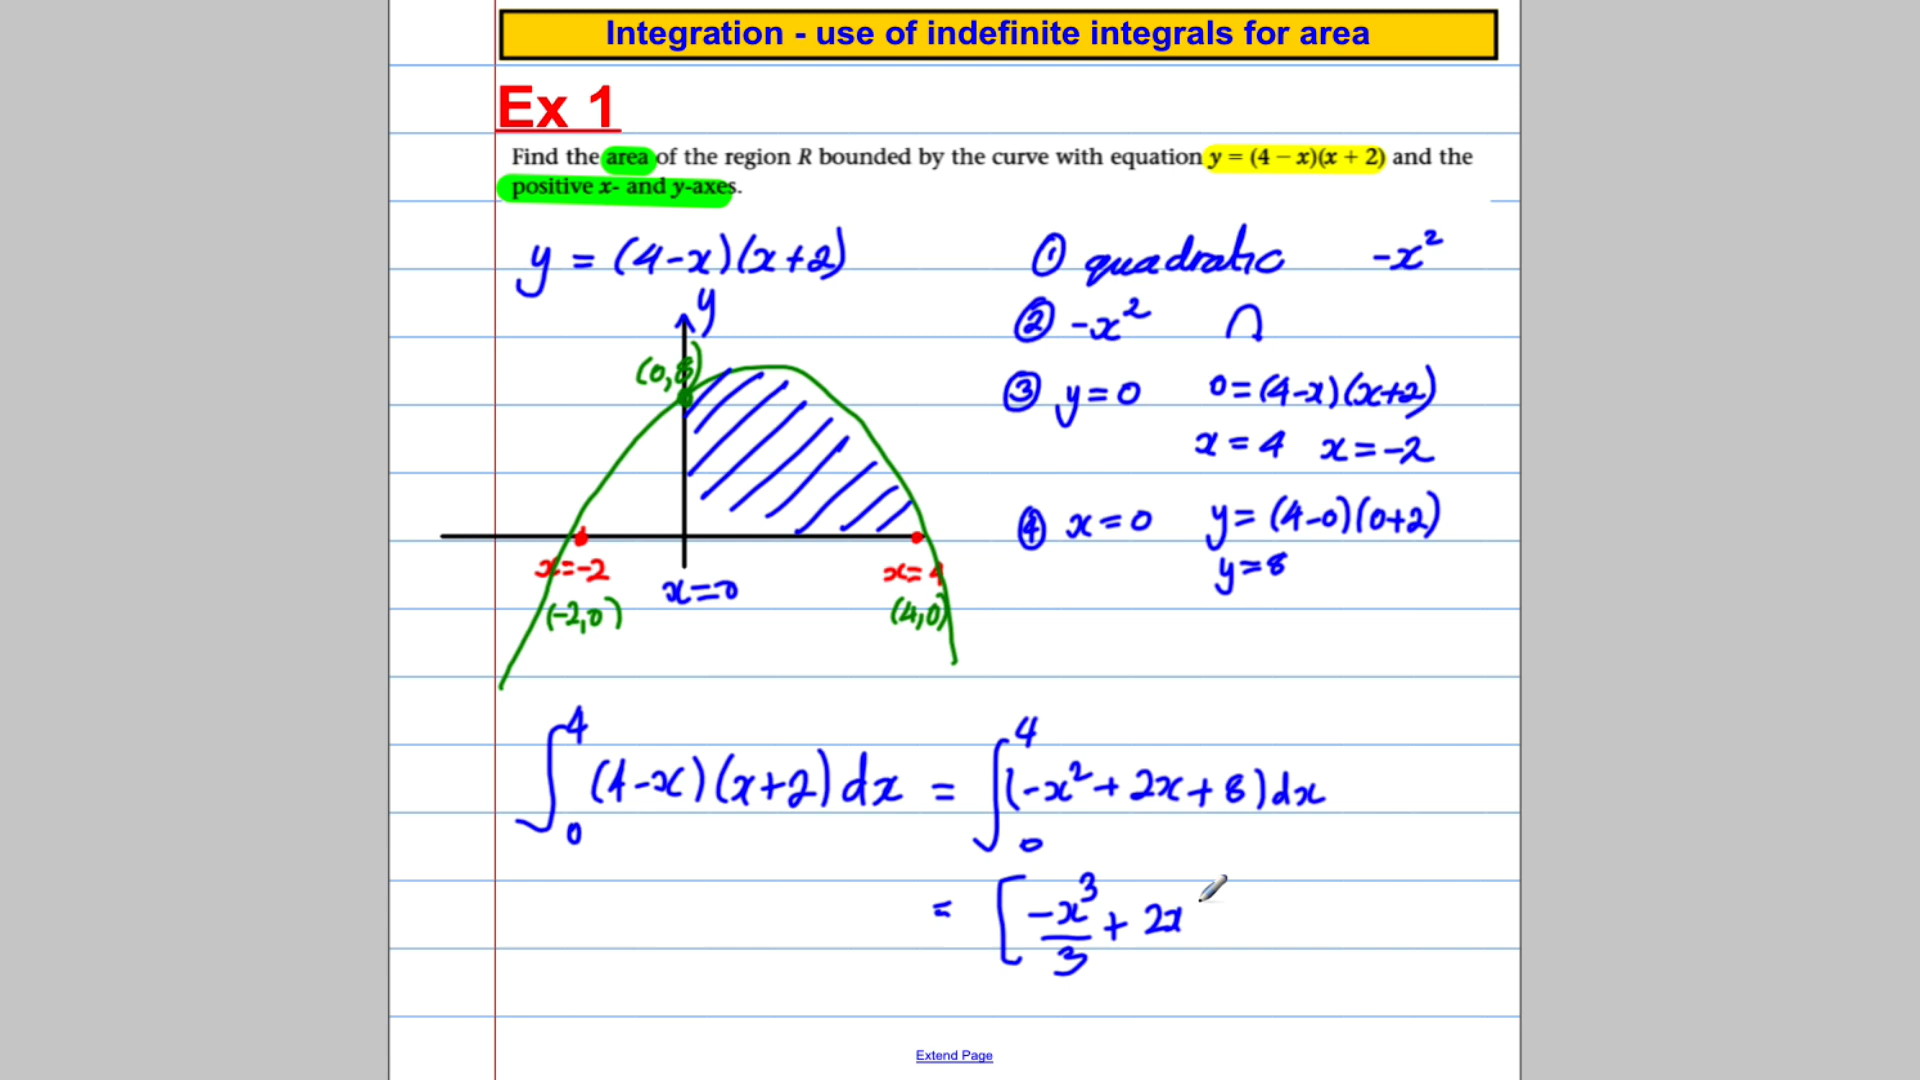 Integration - use of indefinite integrals for area
Ex 1
Find the area of the region R bounded by the curve with equation y = (4 − x)(x + 2) and the
positive x- and y-axes.
y = (4-x)(x+2)
① quadratic -x²
② -x² ∩
③ y=0 0=(4-x)(x+2)
x=4 x=-2
④ x=0 y=(4-0)(0+2)
y=8
y
(0,8)
x=-2 x=0 x=4
(-2,0) (4,0)
∫₀⁴ (4-x)(x+2)dx = ∫₀⁴ (-x²+2x+8)dx
= [-x³/3 + 2x
Extend Page